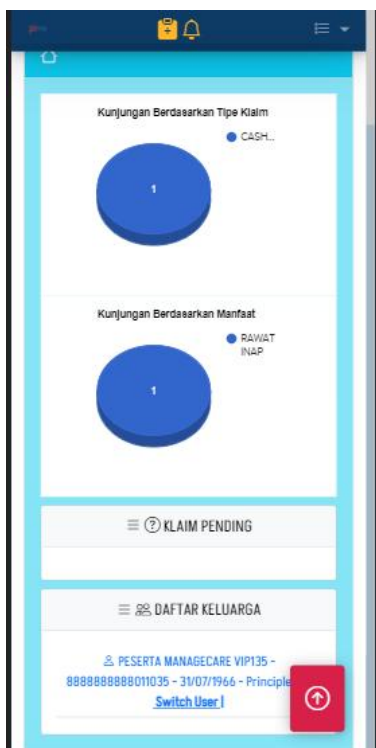 Kunjungan Berdasarkan Tipe Klaim
CASH...
1
Kunjungan Berdasarkan Manfaat
RAWAT
INAP
1
KLAIM PENDING
DAFTAR KELUARGA
PESERTA MANAGECARE VIP135 -
8888888888011035 - 31/07/1966 - Principle
Switch User |